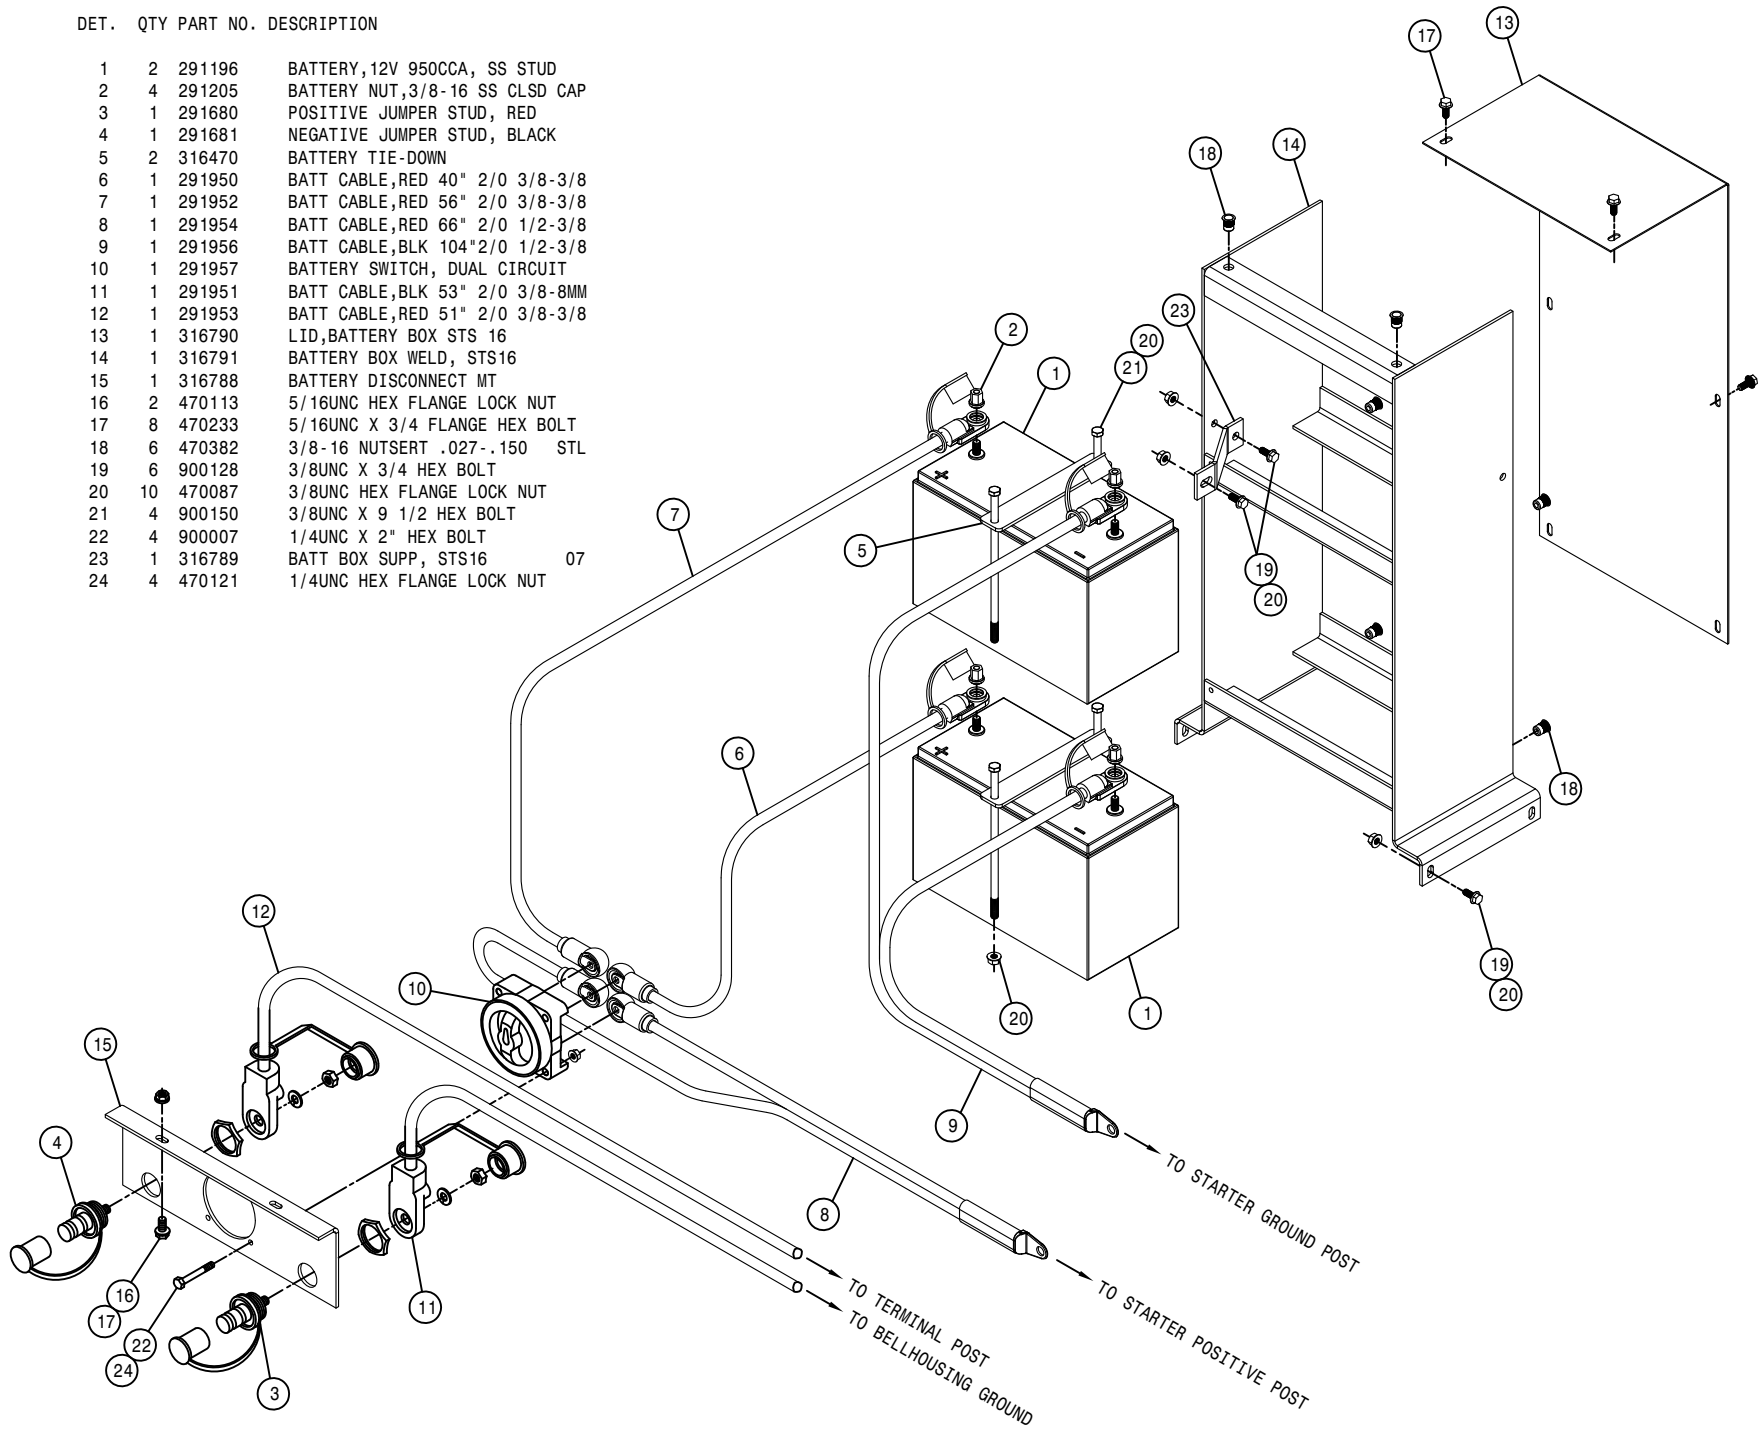 DET. QTY PART NO. DESCRIPTION
1 2 291196 BATTERY,12V 950CCA, SS STUD
2 4 291205 BATTERY NUT,3/8-16 SS CLSD CAP
3 1 291680 POSITIVE JUMPER STUD, RED
4 1 291681 NEGATIVE JUMPER STUD, BLACK
5 2 316470 BATTERY TIE-DOWN
6 1 291950 BATT CABLE,RED 40" 2/0 3/8-3/8
7 1 291952 BATT CABLE,RED 56" 2/0 3/8-3/8
8 1 291954 BATT CABLE,RED 66" 2/0 1/2-3/8
9 1 291956 BATT CABLE,BLK 104"2/0 1/2-3/8
10 1 291957 BATTERY SWITCH, DUAL CIRCUIT
11 1 291951 BATT CABLE,BLK 53" 2/0 3/8-8MM
12 1 291953 BATT CABLE,RED 51" 2/0 3/8-3/8
13 1 316790 LID,BATTERY BOX STS 16
14 1 316791 BATTERY BOX WELD, STS16
15 1 316788 BATTERY DISCONNECT MT
16 2 470113 5/16UNC HEX FLANGE LOCK NUT
17 8 470233 5/16UNC X 3/4 FLANGE HEX BOLT
18 6 470382 3/8-16 NUTSERT .027-.150 STL
19 6 900128 3/8UNC X 3/4 HEX BOLT
20 10 470087 3/8UNC HEX FLANGE LOCK NUT
21 4 900150 3/8UNC X 9 1/2 HEX BOLT
22 4 900007 1/4UNC X 2" HEX BOLT
23 1 316789 BATT BOX SUPP, STS16 07
24 4 470121 1/4UNC HEX FLANGE LOCK NUT
13
17
14
18
23
2
20
21
1
7
5
19
20
6
18
12
10
19
20
1
20
15
9
4
8
11
16
17
22
24
3
+
-
+
-
TO STARTER GROUND POST
TO STARTER POSITIVE POST
TO TERMINAL POST
TO BELLHOUSING GROUND